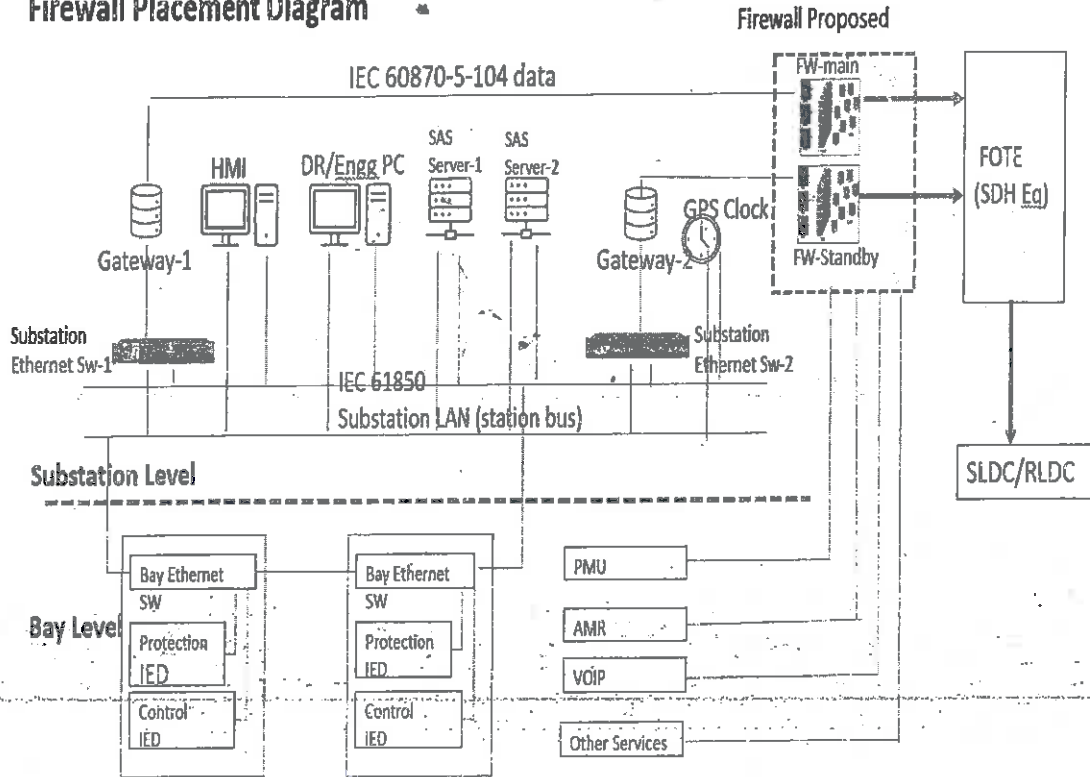 Firewall Placement Diagram
Firewall Proposed
IEC 60870-5-104 data
FW-main
SAS
Server-1
SAS
Server-2
HMI
DR/Engg PC
FOTE
(SDH Eq)
GPS Clock
Gateway-1
Gateway-2
FW-Standby
Substation
Ethernet Sw-1
Substation
Ethernet Sw-2
IEC 61850
Substation LAN (station bus)
Substation Level
SLDC/RLDC
Bay Ethernet
SW
Bay Ethernet
SW
PMU
Bay Level
Protection
IED
Protection
IED
AMR
VOIP
Control
IED
Control
IED
Other Services